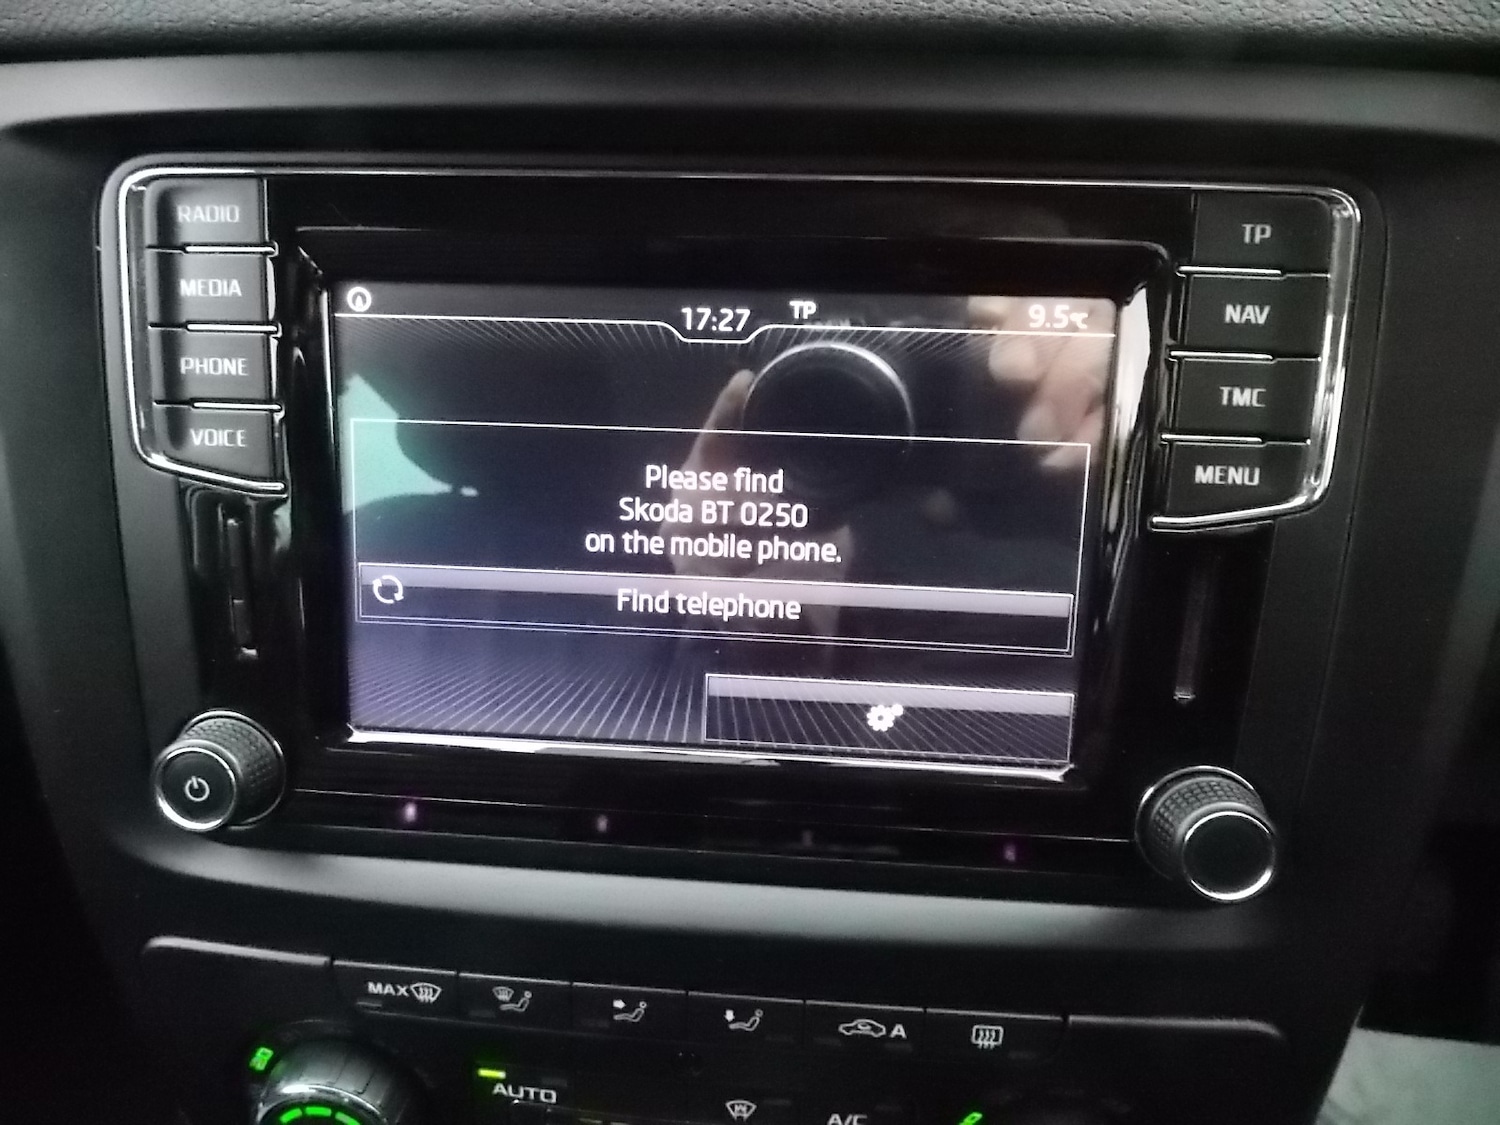 RADIO
MEDIA
PHONE
VOICE
TP
NAV
TMC
MENU
17:27
TP
9.5°C
Please find
Skoda BT 0250
on the mobile phone.
Find telephone
MAX
A
AUTO
A/C